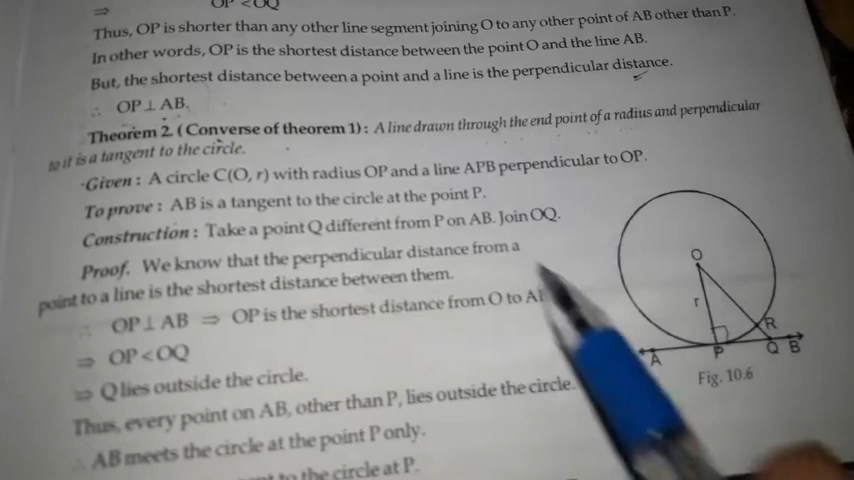 ⇒ OP < OQ
Thus, OP is shorter than any other line segment joining O to any other point of AB other than P.
In other words, OP is the shortest distance between the point O and the line AB.
But, the shortest distance between a point and a line is the perpendicular distance.
∴ OP ⊥ AB.
Theorem 2. (Converse of theorem 1): A line drawn through the end point of a radius and perpendicular
to it is a tangent to the circle.
Given: A circle C(O, r) with radius OP and a line APB perpendicular to OP.
To prove: AB is a tangent to the circle at the point P.
Construction: Take a point Q different from P on AB. Join OQ.
Proof. We know that the perpendicular distance from a
point to a line is the shortest distance between them.
∴ OP ⊥ AB ⇒ OP is the shortest distance from O to
⇒ OP < OQ
⇒ Q lies outside the circle.
Thus, every point on AB, other than P, lies outside the circle.
∴ AB meets the circle at the point P only.
to the circle at P.
O
r
R
A P Q B
Fig. 10.6